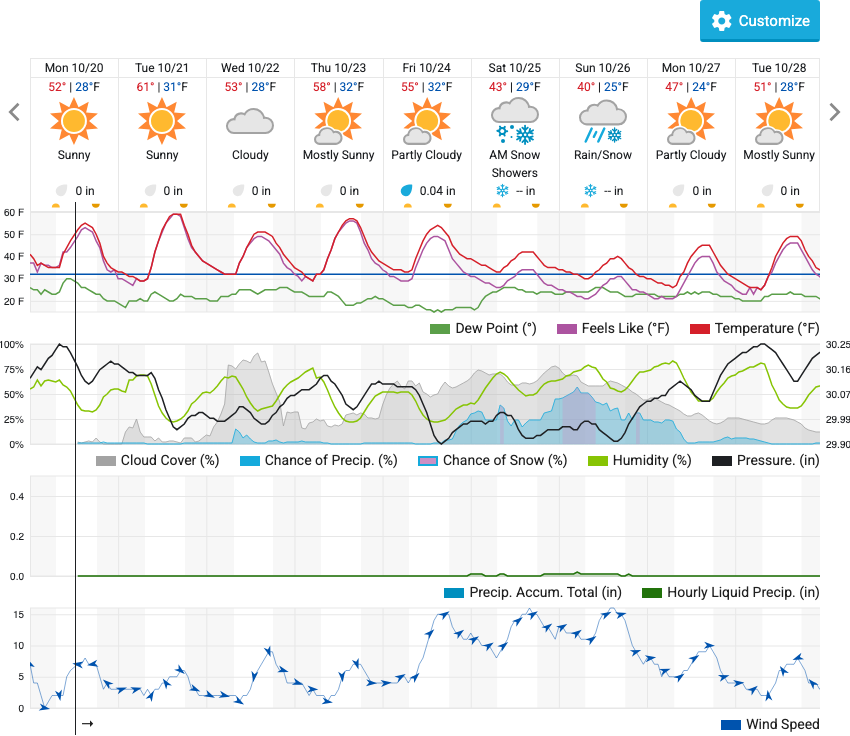 Customize
Mon 10/20 Tue 10/21 Wed 10/22 Thu 10/23 Fri 10/24 Sat 10/25 Sun 10/26 Mon 10/27 Tue 10/28
52° | 28°F 61° | 31°F 53° | 28°F 58° | 32°F 55° | 32°F 43° | 29°F 40° | 25°F 47° | 24°F 51° | 28°F
Sunny Sunny Cloudy Mostly Sunny Partly Cloudy AM Snow Rain/Snow Partly Cloudy Mostly Sunny
Showers
0 in 0 in 0 in 0 in 0.04 in -- in -- in 0 in 0 in
60 F
50 F
40 F
30 F
20 F
Dew Point (°) Feels Like (°F) Temperature (°F)
100% 30.25
75% 30.16
50% 30.07
25% 29.99
0% 29.90
Cloud Cover (%) Chance of Precip. (%) Chance of Snow (%) Humidity (%) Pressure. (in)
0.4
0.2
0.0
Precip. Accum. Total (in) Hourly Liquid Precip. (in)
15
10
5
0
Wind Speed